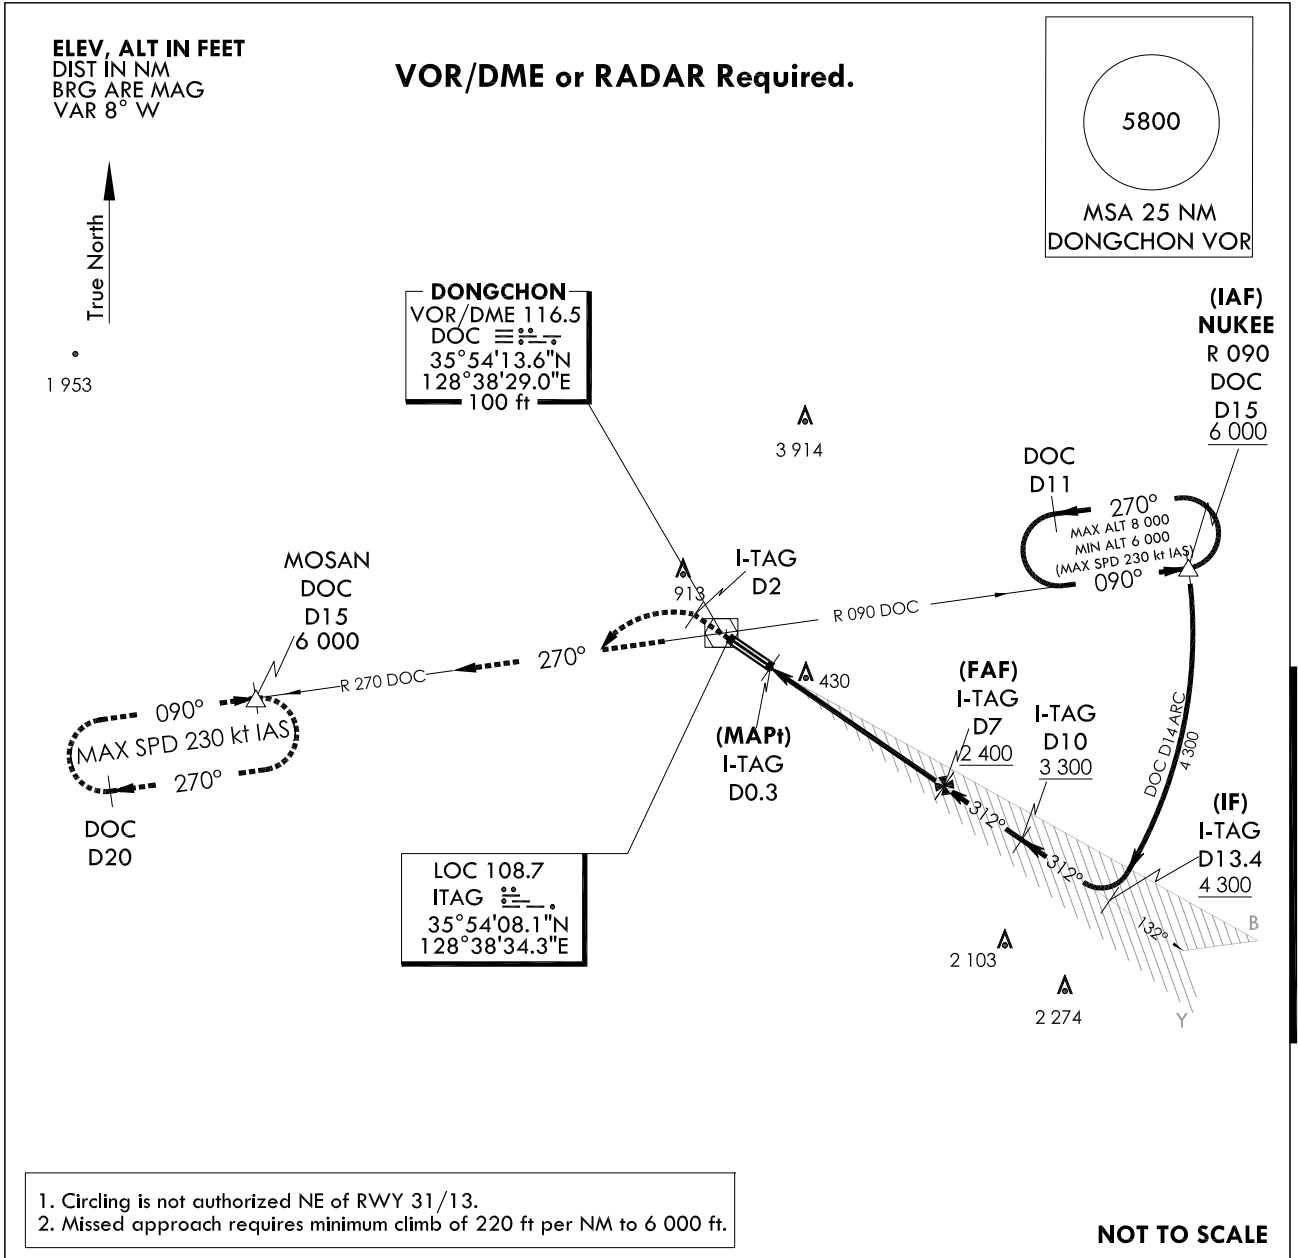 ELEV, ALT IN FEET
DIST IN NM
BRG ARE MAG
VAR 8° W
VOR/DME or RADAR Required.
5800
MSA 25 NM
DONGCHON VOR
True North
1 953
DONGCHON
VOR/DME 116.5
DOC
35°54'13.6"N
128°38'29.0"E
100 ft
3 914
(IAF)
NUKEE
R 090
DOC
D15
6 000
DOC
D11
270°
MAX ALT 8 000
MIN ALT 6 000
(MAX SPD 230 kt IAS)
090°
MOSAN
DOC
D15
6 000
913
I-TAG
D2
R 090 DOC
270°
R 270 DOC
090°
MAX SPD 230 kt IAS
270°
DOC
D20
430
(MAPt)
I-TAG
D0.3
(FAF)
I-TAG
D7
2 400
I-TAG
D10
3 300
DOC D14 ARC
4 300
(IF)
I-TAG
D13.4
4 300
312°
312°
132°
B
Y
LOC 108.7
ITAG
35°54'08.1"N
128°38'34.3"E
2 103
2 274
1. Circling is not authorized NE of RWY 31/13.
2. Missed approach requires minimum climb of 220 ft per NM to 6 000 ft.
NOT TO SCALE